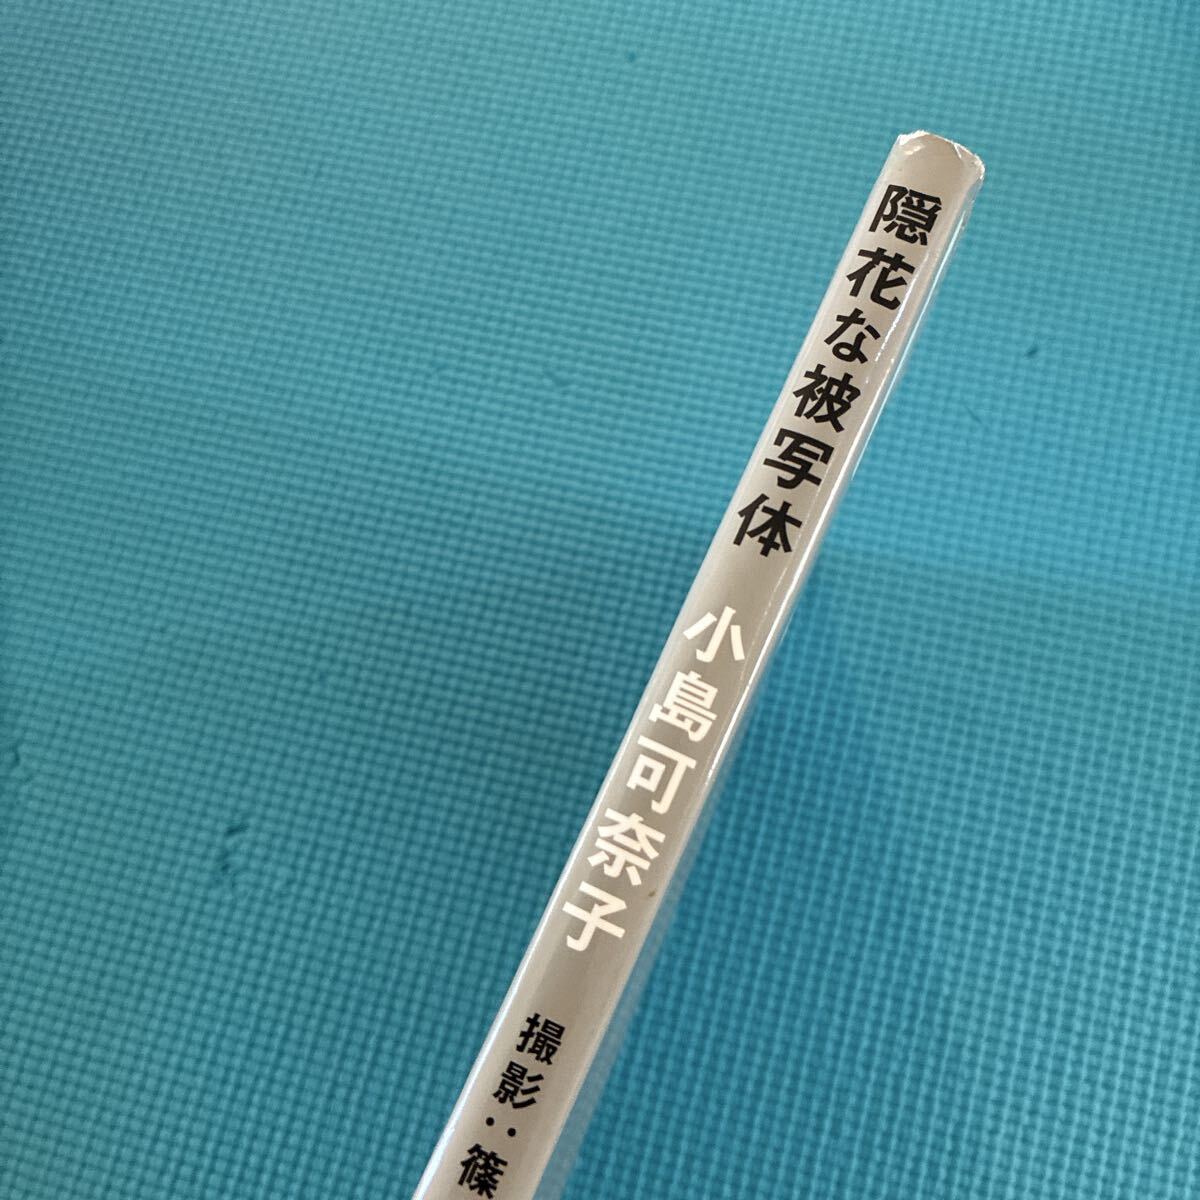 隠花な被写体
小島可奈子
撮影：篠